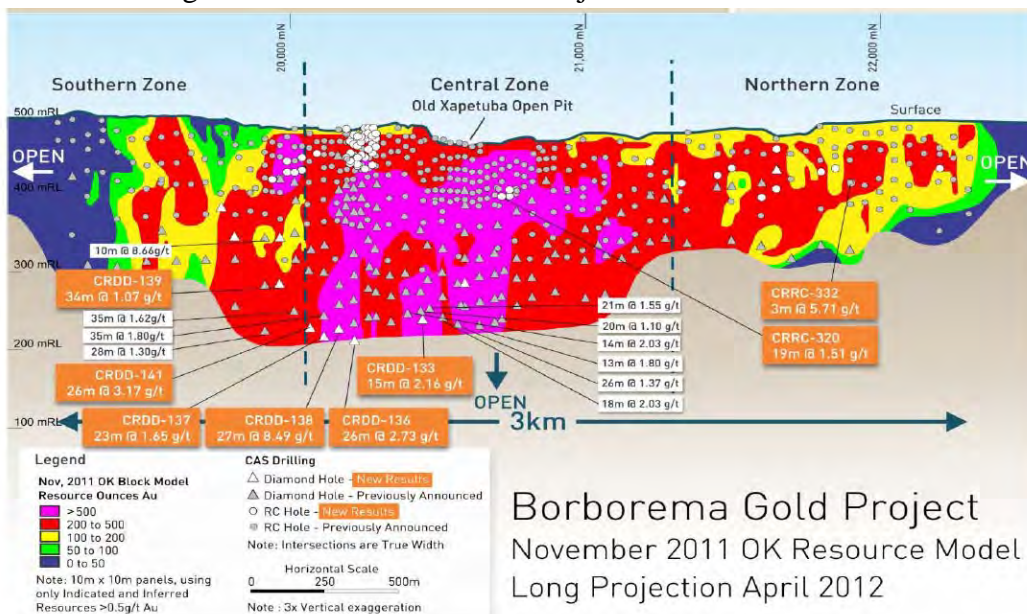 20,000 mN
21,000 mN
22,000 mN
Southern Zone
Central Zone
Northern Zone
Old Xapetuba Open Pit
Surface
500 mRL
OPEN
OPEN
400 mRL
10m @ 8.66g/t
300 mRL
CRDD-139
34m @ 1.07 g/t
35m @ 1.62g/t
35m @ 1.80g/t
28m @ 1.30g/t
200 mRL
CRDD-141
26m @ 3.17 g/t
CRDD-133
15m @ 2.16 g/t
21m @ 1.55 g/t
20m @ 1.10 g/t
14m @ 2.03 g/t
13m @ 1.80 g/t
26m @ 1.37 g/t
18m @ 2.03 g/t
CRRC-332
3m @ 5.71 g/t
CRRC-320
19m @ 1.51 g/t
OPEN
3km
100 mRL
CRDD-137
23m @ 1.65 g/t
CRDD-138
27m @ 8.49 g/t
CRDD-136
26m @ 2.73 g/t
Legend
Nov, 2011 OK Block Model
Resource Ounces Au
>500
200 to 500
100 to 200
50 to 100
0 to 50
Note: 10m x 10m panels, using
only Indicated and Inferred
Resources >0.5g/t Au
CAS Drilling
Diamond Hole - New Results
Diamond Hole - Previously Announced
RC Hole - New Results
RC Hole - Previously Announced
Note: Intersections are True Width
Horizontal Scale
0 250 500m
Note : 3x Vertical exaggeration
Borborema Gold Project
November 2011 OK Resource Model
Long Projection April 2012